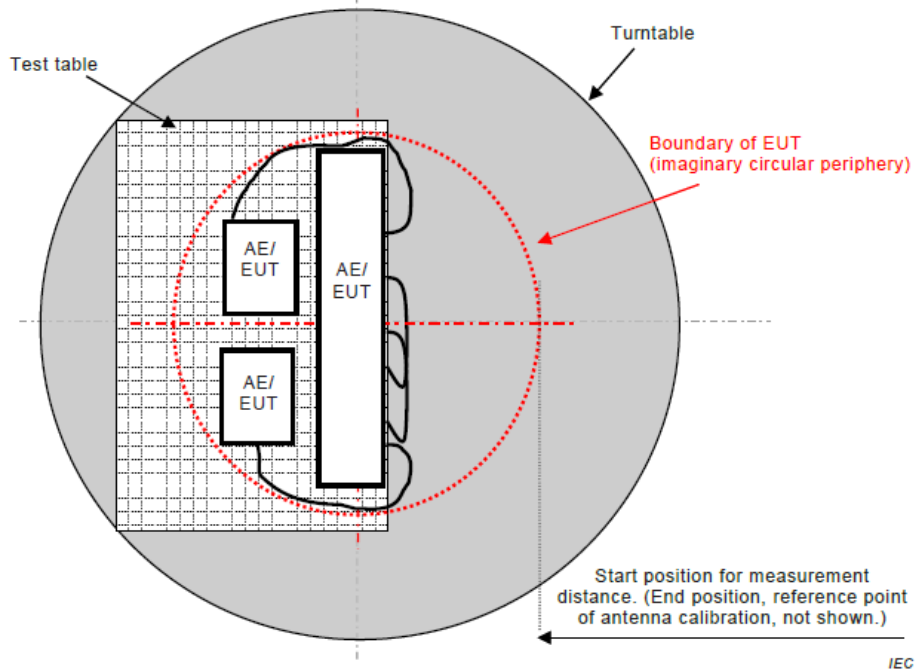 Turntable
Test table
Boundary of EUT
(imaginary circular periphery)
AE/
EUT
AE/
EUT
AE/
EUT
Start position for measurement
distance. (End position, reference point
of antenna calibration, not shown.)
IEC